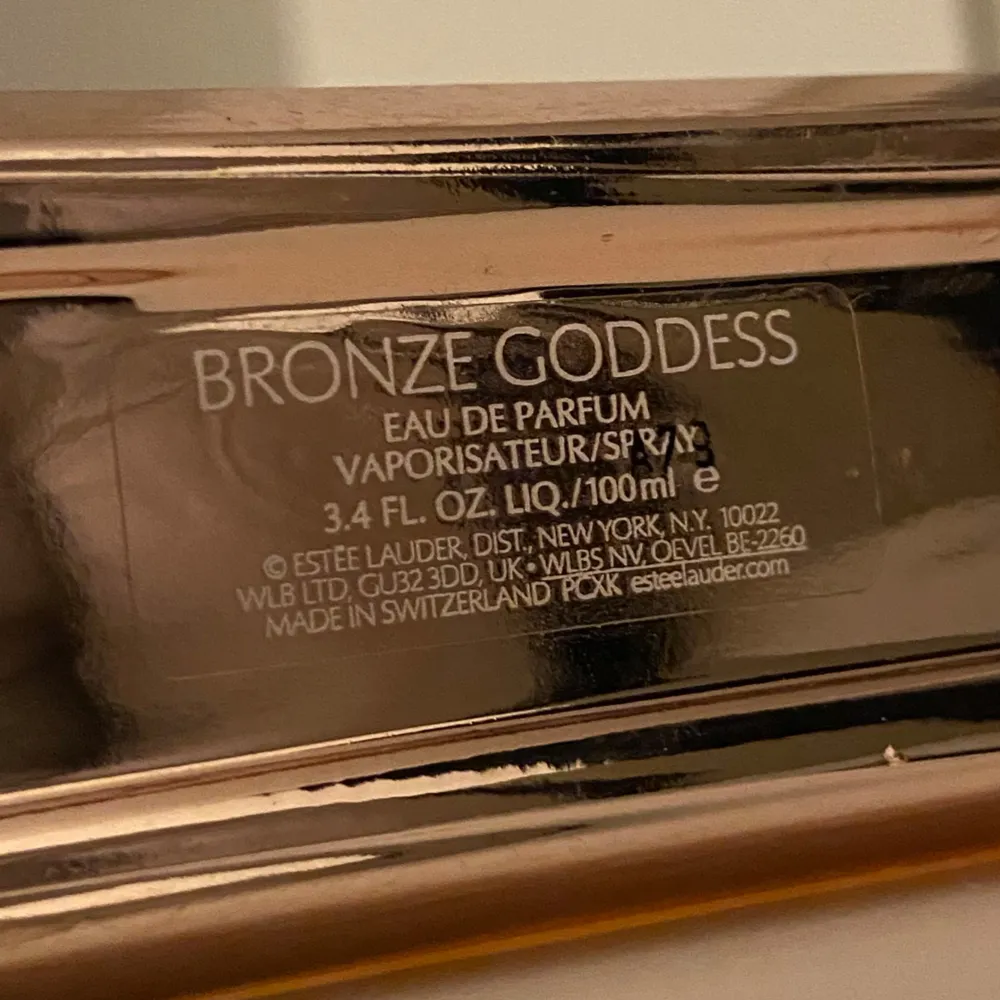 BRONZE GODDESS
EAU DE PARFUM
VAPORISATEUR/SPRAY
3.4 FL. OZ. LIQ./100ml e
© ESTĒE LAUDER, DIST., NEW YORK, N.Y. 10022
WLB LTD, GU32 3DD, UK • WLBS NV, OEVEL BE-2260
MADE IN SWITZERLAND PCXK esteelauder.com